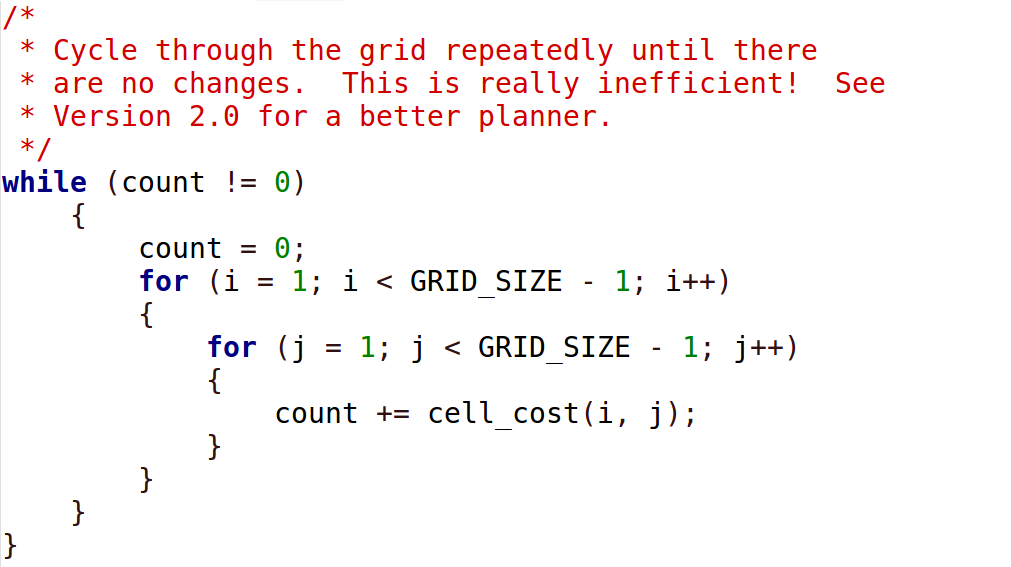 /*
 * Cycle through the grid repeatedly until there
 * are no changes.  This is really inefficient!  See
 * Version 2.0 for a better planner.
 */
while (count != 0)
    {
        count = 0;
        for (i = 1; i < GRID_SIZE - 1; i++)
        {
            for (j = 1; j < GRID_SIZE - 1; j++)
            {
                count += cell_cost(i, j);
            }
        }
    }
}